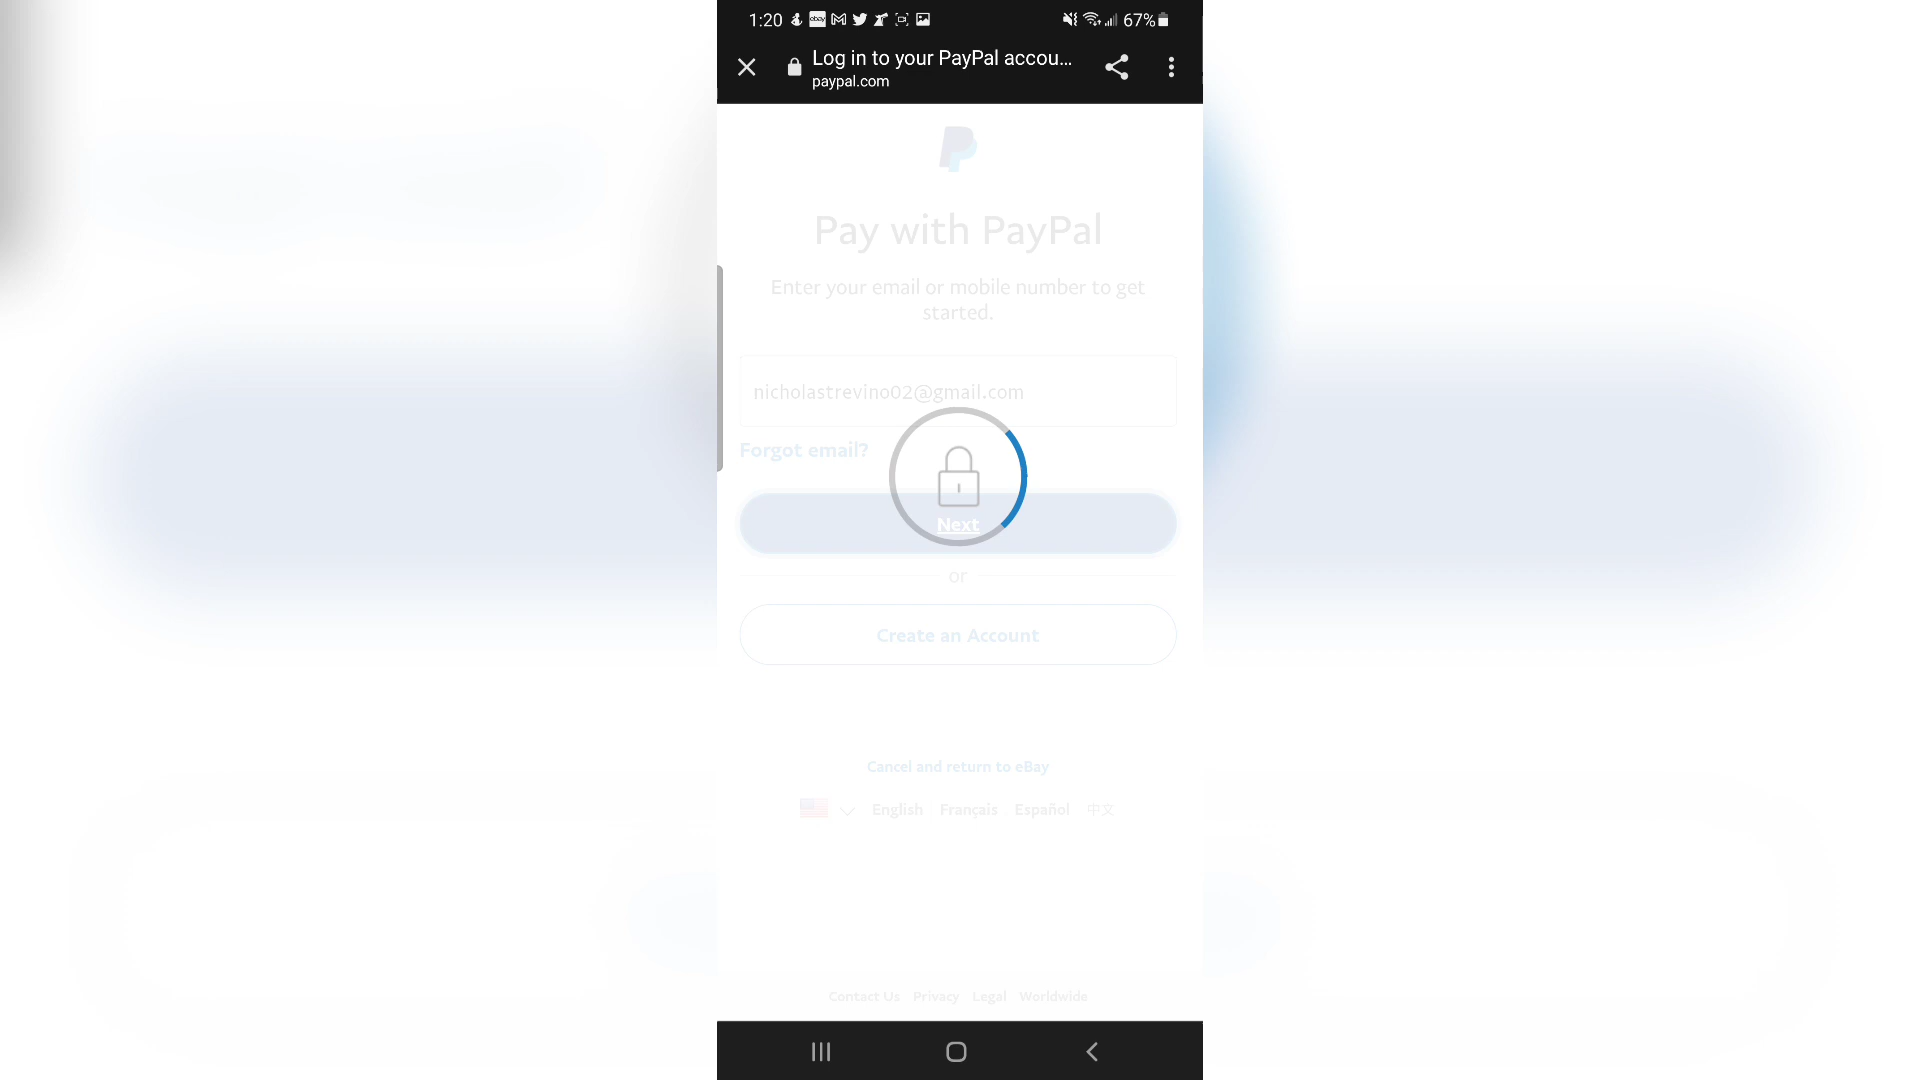 1:20 67%
Log in to your PayPal accou...
paypal.com
Pay with PayPal
Enter your email or mobile number to get
started.
nicholastrevino02@gmail.com
Forgot email?
Next
or
Create an Account
Cancel and return to eBay
English Français Español 中文
Contact Us Privacy Legal Worldwide